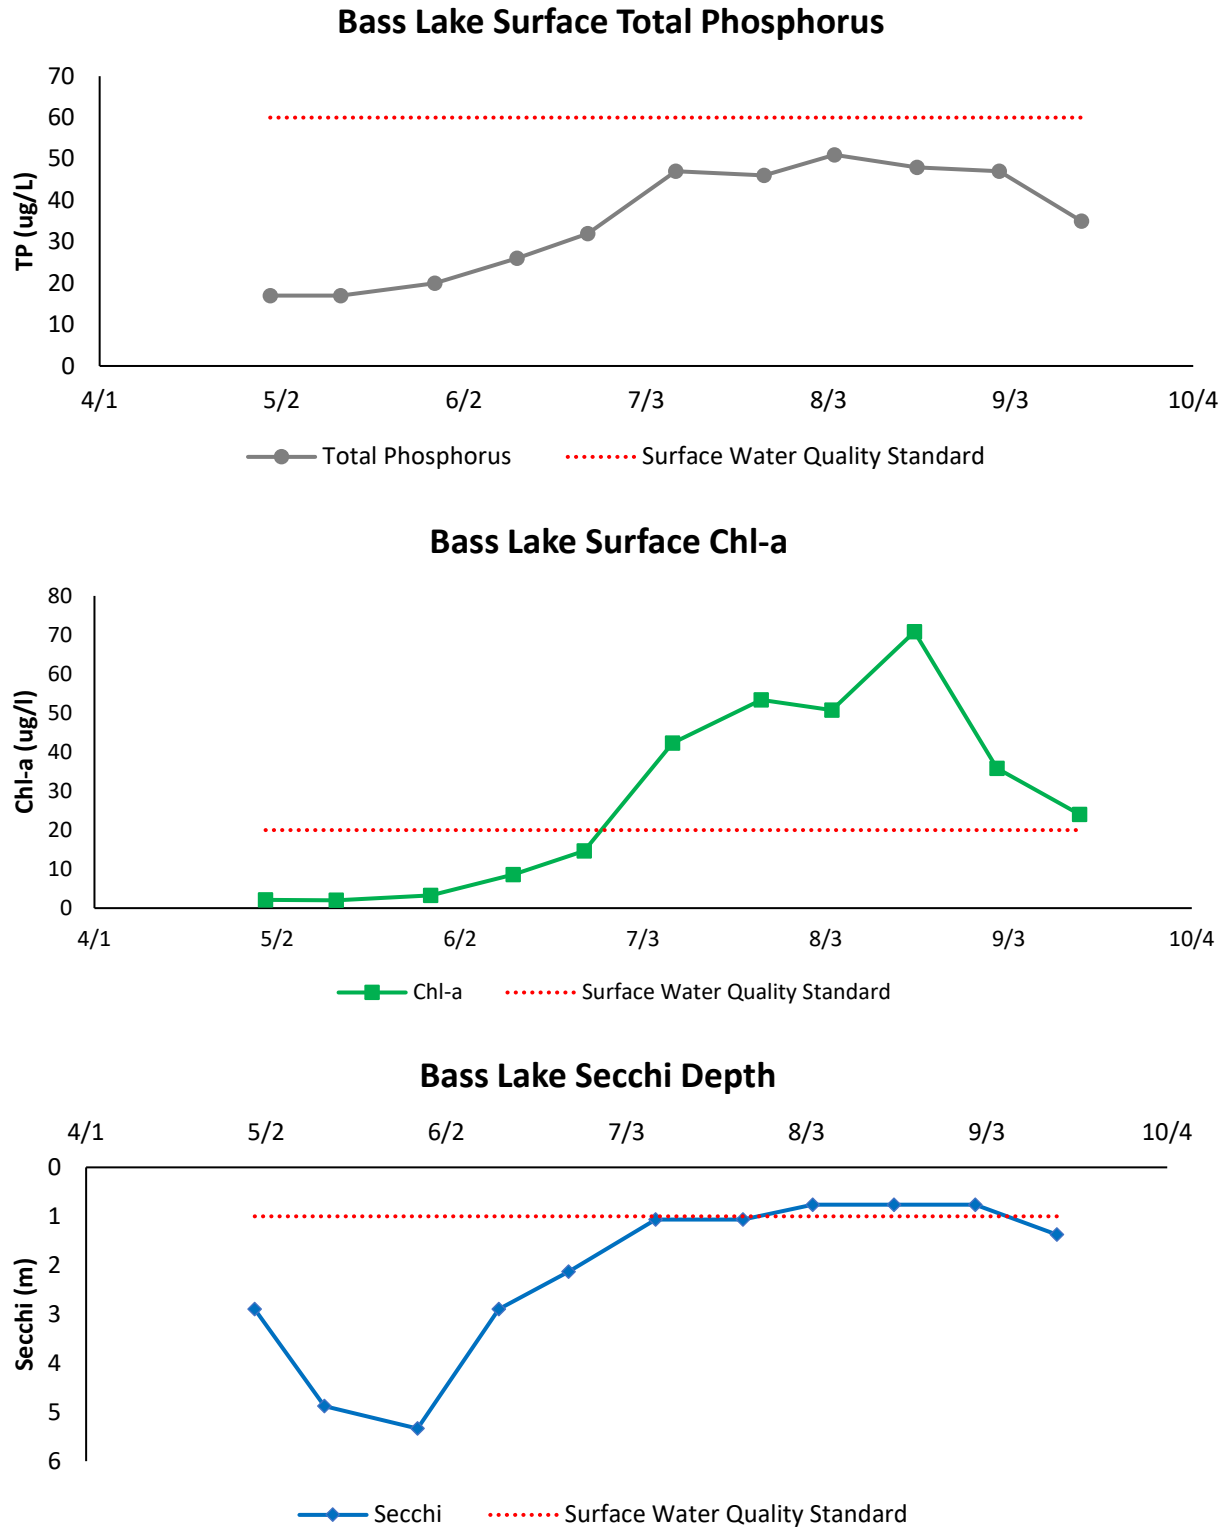 Bass Lake Surface Total Phosphorus
70
60
50
40
30
20
10
0
TP (ug/L)
4/1 5/2 6/2 7/3 8/3 9/3 10/4
Total Phosphorus Surface Water Quality Standard
Bass Lake Surface Chl-a
80
70
60
50
40
30
20
10
0
Chl-a (ug/l)
4/1 5/2 6/2 7/3 8/3 9/3 10/4
Chl-a Surface Water Quality Standard
Bass Lake Secchi Depth
4/1 5/2 6/2 7/3 8/3 9/3 10/4
0
1
2
3
4
5
6
Secchi (m)
Secchi Surface Water Quality Standard